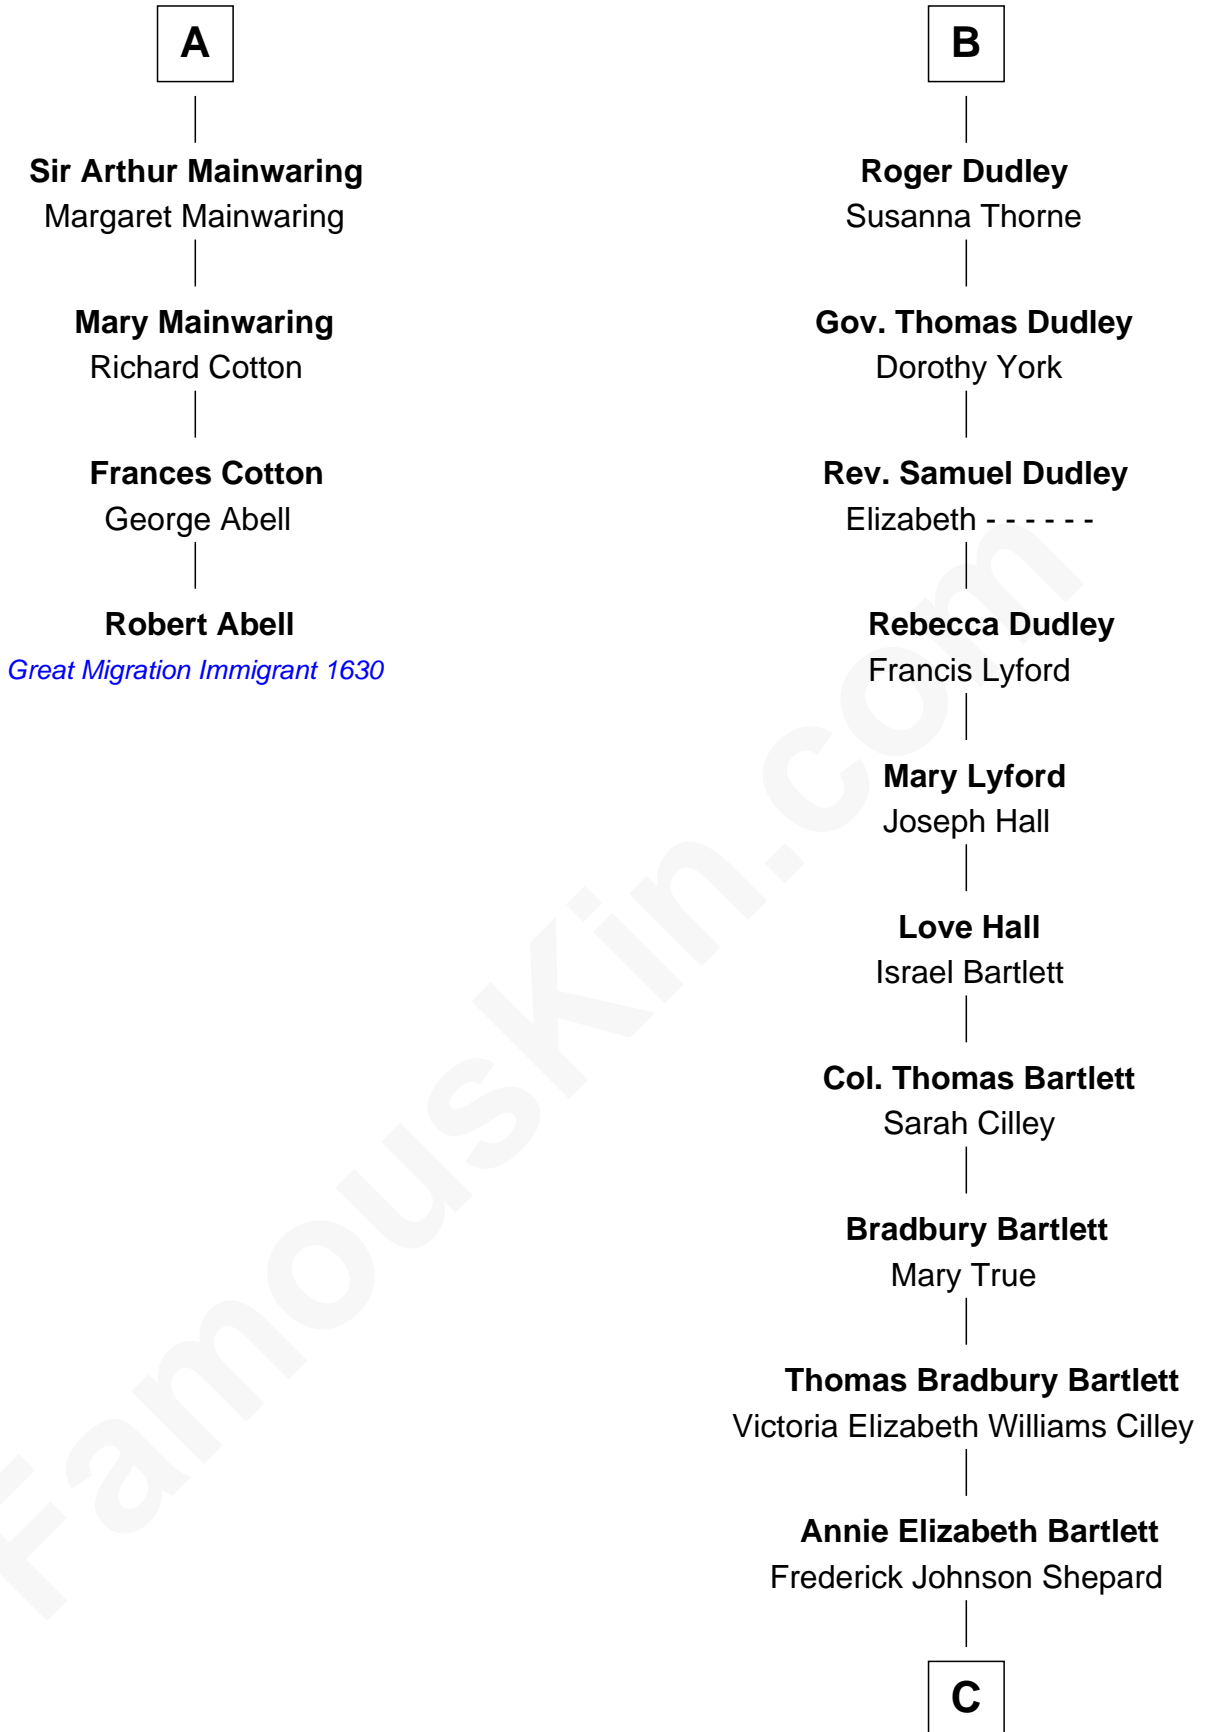 A
Sir Arthur Mainwaring
Margaret Mainwaring
Mary Mainwaring
Richard Cotton
Frances Cotton
George Abell
Robert Abell
Great Migration Immigrant 1630
B
Roger Dudley
Susanna Thorne
Gov. Thomas Dudley
Dorothy York
Rev. Samuel Dudley
Elizabeth - - - - - -
Rebecca Dudley
Francis Lyford
Mary Lyford
Joseph Hall
Love Hall
Israel Bartlett
Col. Thomas Bartlett
Sarah Cilley
Bradbury Bartlett
Mary True
Thomas Bradbury Bartlett
Victoria Elizabeth Williams Cilley
Annie Elizabeth Bartlett
Frederick Johnson Shepard
C
FamousKin.com